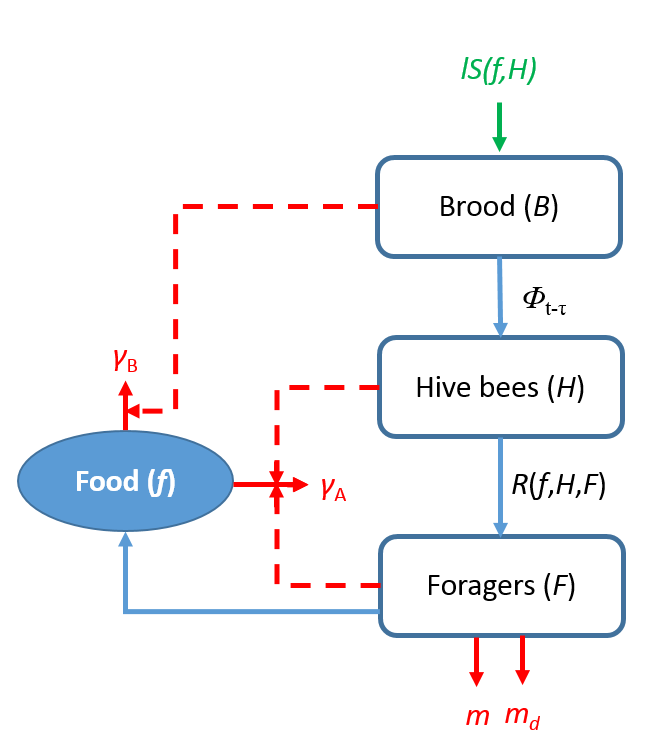 lS(f,H)
Brood (B)
Φt-τ
γB
Hive bees (H)
Food (f)
γA
R(f,H,F)
Foragers (F)
m
md